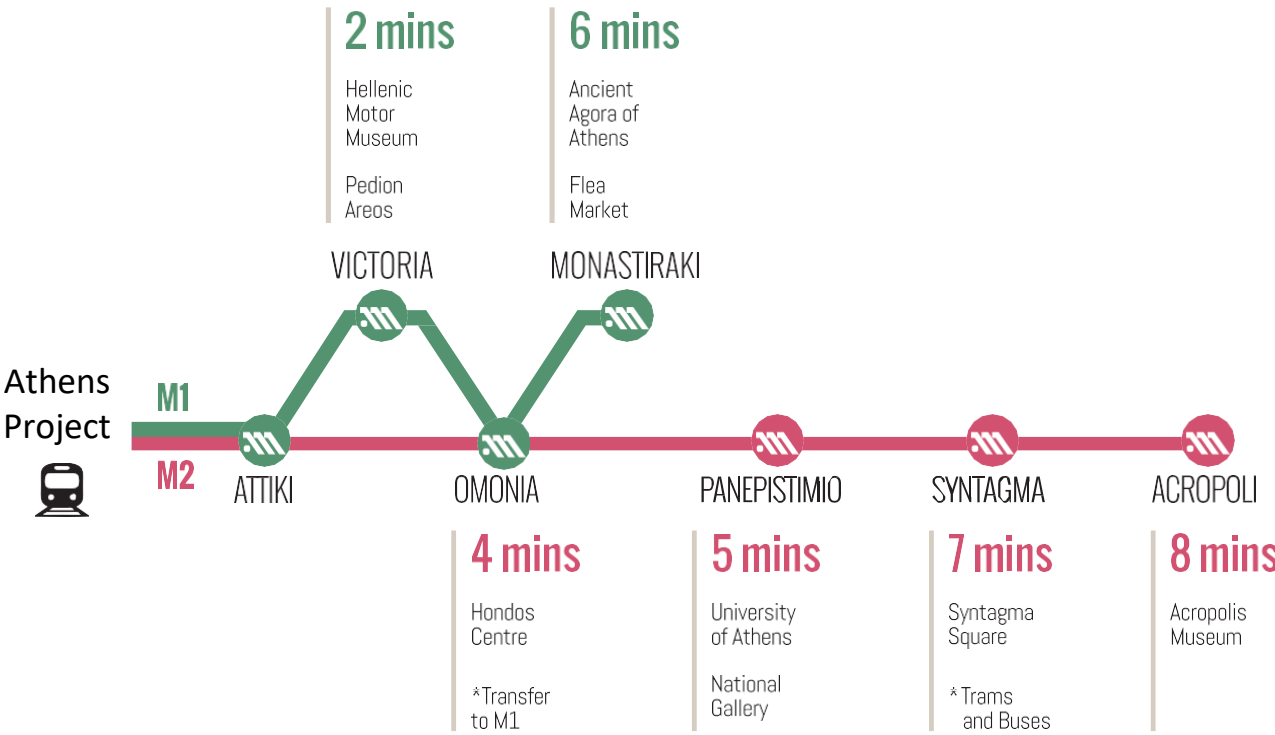 2 mins
Hellenic
Motor
Museum
Pedion
Areos
6 mins
Ancient
Agora of
Athens
Flea
Market
VICTORIA
MONASTIRAKI
Athens
Project
M1
M2
ATTIKI
OMONIA
PANEPISTIMIO
SYNTAGMA
ACROPOLI
4 mins
Hondos
Centre
*Transfer
to M1
5 mins
University
of Athens
National
Gallery
7 mins
Syntagma
Square
*Trams
and Buses
8 mins
Acropolis
Museum